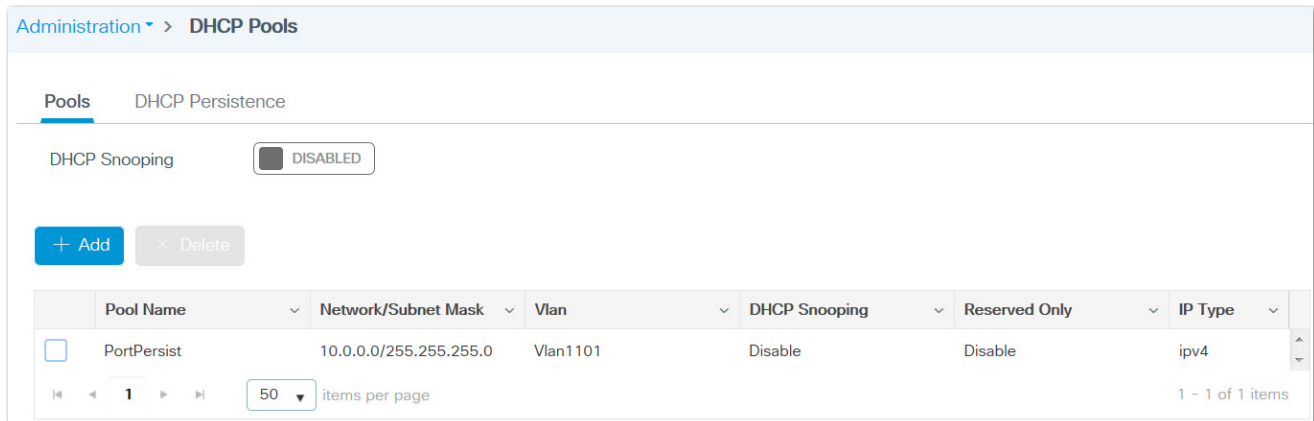 Administration > DHCP Pools
Pools DHCP Persistence
DHCP Snooping DISABLED
+ Add × Delete
Pool Name Network/Subnet Mask Vlan DHCP Snooping Reserved Only IP Type
PortPersist 10.0.0.0/255.255.255.0 Vlan1101 Disable Disable ipv4
1 50 items per page 1 - 1 of 1 items